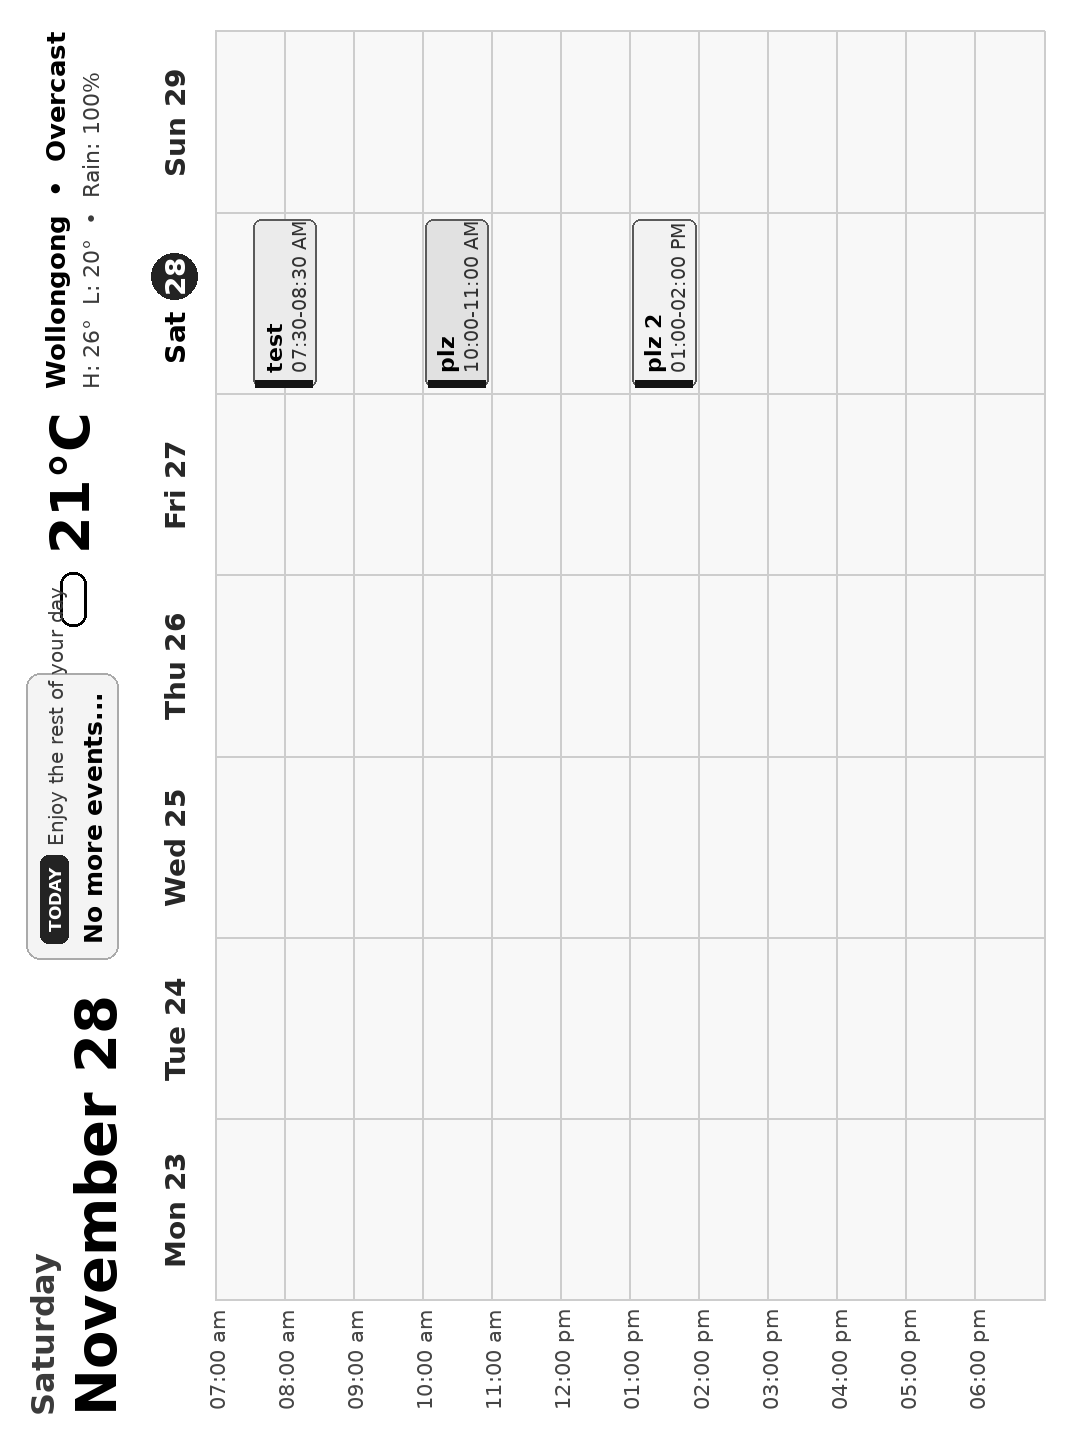 Saturday
November 28
TODAY Enjoy the rest of your day
No more events...
21°C
Wollongong • Overcast
H: 26° L: 20° • Rain: 100%
Mon 23
Tue 24
Wed 25
Thu 26
Fri 27
Sat 28
Sun 29
07:00 am
08:00 am
09:00 am
10:00 am
11:00 am
12:00 pm
01:00 pm
02:00 pm
03:00 pm
04:00 pm
05:00 pm
06:00 pm
test
07:30-08:30 AM
plz
10:00-11:00 AM
plz 2
01:00-02:00 PM